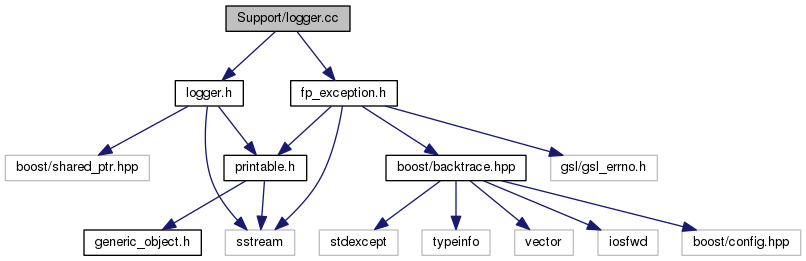 Support/logger.cc
logger.h
fp_exception.h
boost/shared_ptr.hpp
printable.h
boost/backtrace.hpp
gsl/gsl_errno.h
generic_object.h
sstream
stdexcept
typeinfo
vector
iosfwd
boost/config.hpp